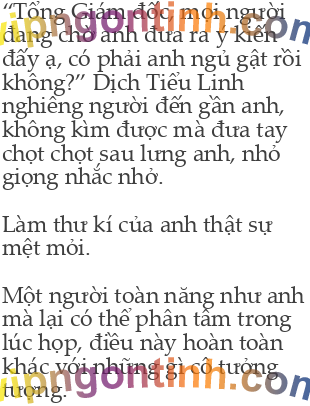 “Tổng Giám đốc, mọi người
đang chờ anh đưa ra ý kiến
đấy ạ, có phải anh ngủ gật rồi
không?” Dịch Tiểu Linh
nghiêng người đến gần anh,
không kìm được mà đưa tay
chọt chọt sau lưng anh, nhỏ
giọng nhắc nhở.
Làm thư kí của anh thật sự
mệt mỏi.
Một người toàn năng như anh
mà lại có thể phân tâm trong
lúc họp, điều này hoàn toàn
khác với những gì cô tưởng
tượng.